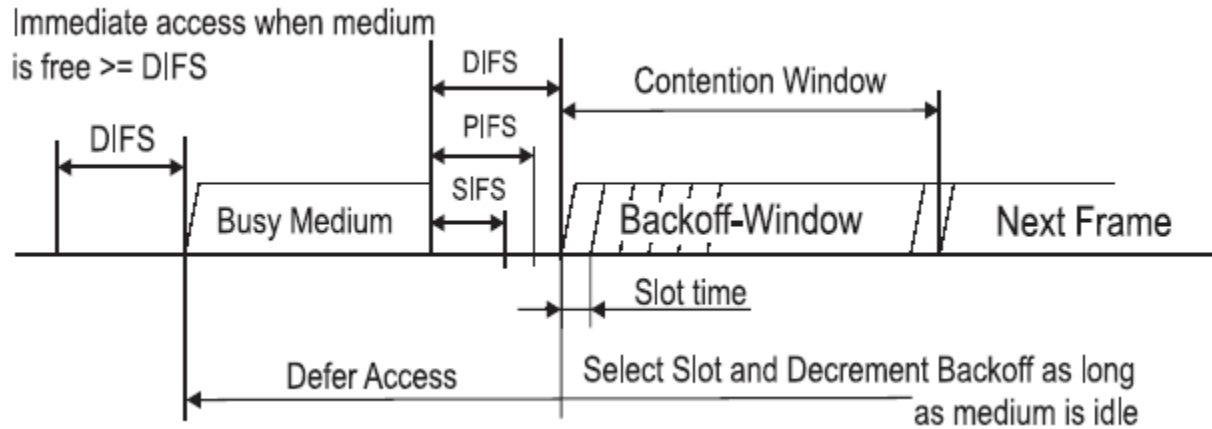 Immediate access when medium
is free >= DIFS
DIFS
DIFS
PIFS
SIFS
Contention Window
Busy Medium
Backoff-Window
Next Frame
Slot time
Defer Access
Select Slot and Decrement Backoff as long
as medium is idle